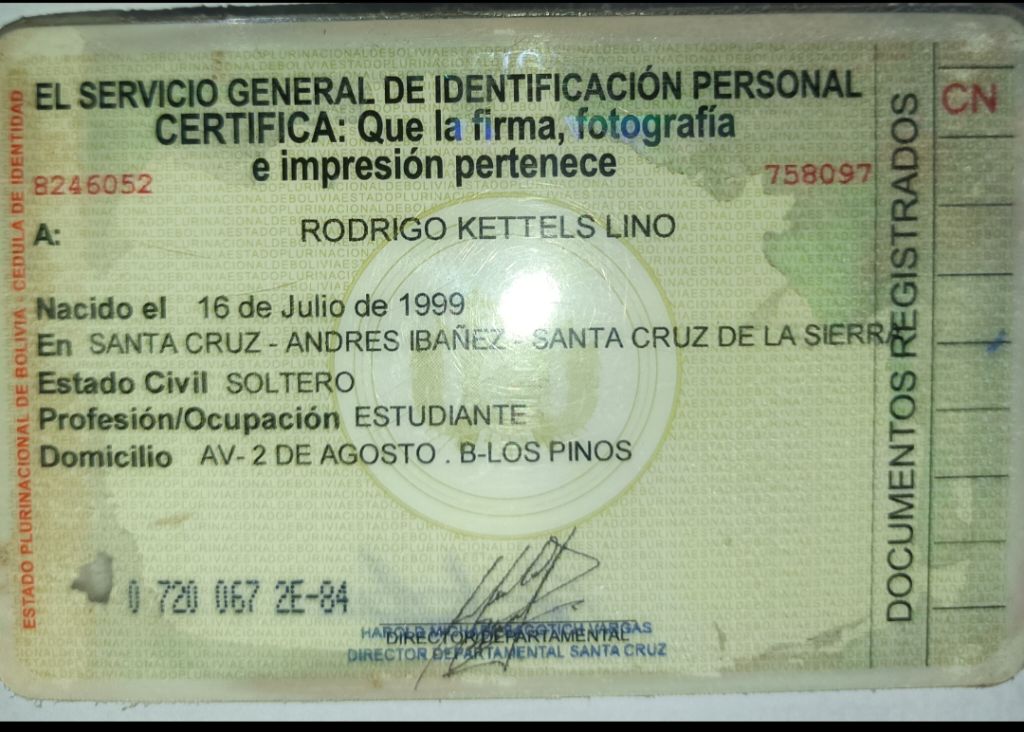 EL SERVICIO GENERAL DE IDENTIFICACIÓN PERSONAL
CERTIFICA: Que la firma, fotografía
e impresión pertenece
8246052
758097
A: RODRIGO KETTELS LINO
Nacido el 16 de Julio de 1999
En SANTA CRUZ - ANDRES IBAÑEZ - SANTA CRUZ DE LA SIERRA
Estado Civil SOLTERO
Profesión/Ocupación ESTUDIANTE
Domicilio AV- 2 DE AGOSTO . B-LOS PINOS
0 720 067 2E-84
DIRECTOR DEPARTAMENTAL
DIRECTOR DEPARTAMENTAL SANTA CRUZ
ESTADO PLURINACIONAL DE BOLIVIA - CEDULA DE IDENTIDAD
DOCUMENTOS REGISTRADOS
CN